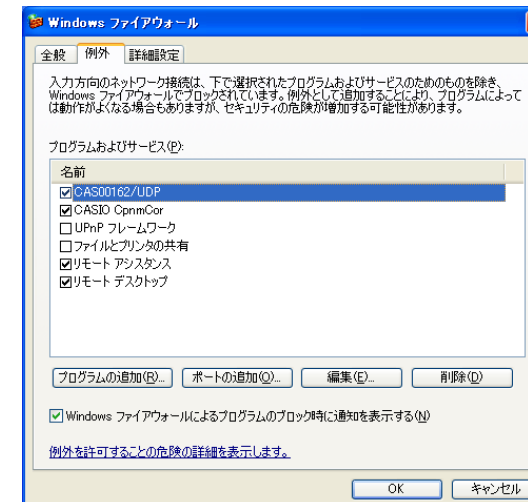 Windows ファイアウォール
全般
例外
詳細設定
入力方向のネットワーク接続は、下で選択されたプログラムおよびサービスのためのものを除き、
Windows ファイアウォールでブロックされています。例外として追加することにより、プログラムによって
は動作がよくなる場合もありますが、セキュリティの危険が増加する可能性があります。
プログラムおよびサービス(P):
名前
CAS00162/UDP
CASIO CpnmCor
UPnP フレームワーク
ファイルとプリンタの共有
リモート アシスタンス
リモート デスクトップ
プログラムの追加(R)... ポートの追加(O)... 編集(E)... 削除(D)
Windows ファイアウォールによるプログラムのブロック時に通知を表示する(N)
例外を許可することの危険の詳細を表示します。
OK キャンセル